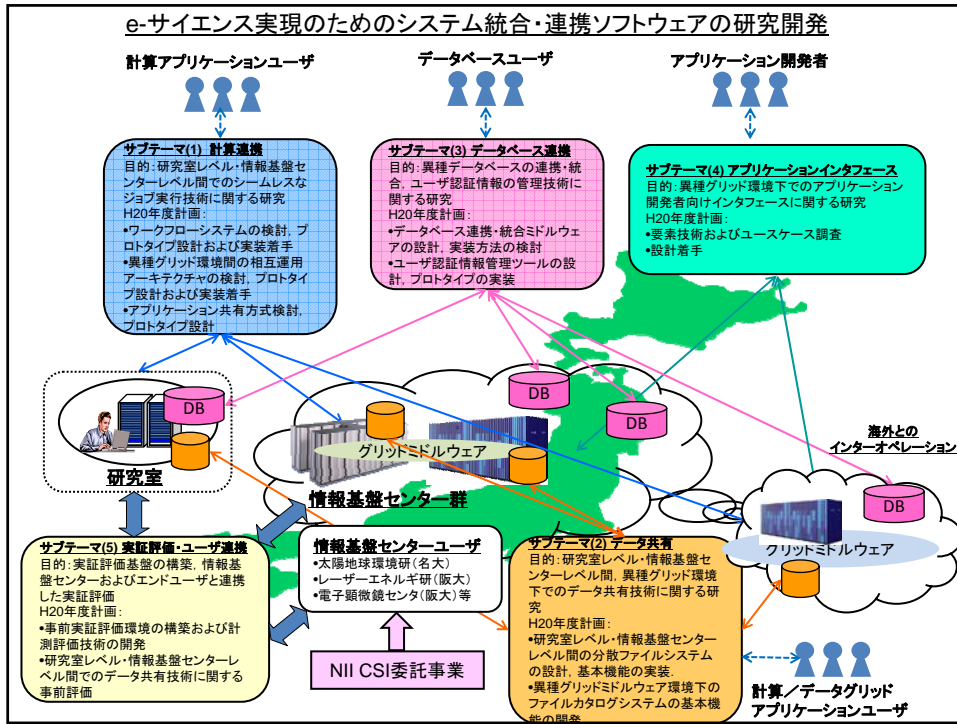 e-サイエンス実現のためのシステム統合・連携ソフトウェアの研究開発
計算アプリケーションユーザ
データベースユーザ
アプリケーション開発者
サブテーマ(1) 計算連携
目的：研究室レベル・情報基盤セ
ンターレベル間でのシームレスな
ジョブ実行技術に関する研究
H20年度計画：
•ワークフローシステムの検討，プ
ロトタイプ設計および実装着手
•異種グリッド環境間の相互運用
アーキテクチャの検討，プロトタイ
プ設計および実装着手
•アプリケーション共有方式検討，
プロトタイプ設計
サブテーマ(3) データベース連携
目的：異種データベースの連携・統
合，ユーザ認証情報の管理技術に
関する研究
H20年度計画：
•データベース連携・統合ミドルウェ
アの設計，実装方法の検討
•ユーザ認証情報管理ツールの設
計，プロトタイプの実装
サブテーマ(4) アプリケーションインタフェース
目的：異種グリッド環境下でのアプリケーション
開発者向けインタフェースに関する研究
H20年度計画：
•要素技術およびユースケース調査
•設計着手
DB
研究室
グリッドミドルウェア
DB
DB
情報基盤センター群
海外との
インターオペレーション
DB
グリッドミドルウェア
サブテーマ(5) 実証評価・ユーザ連携
目的：実証評価基盤の構築，情報基
盤センターおよびエンドユーザと連携
した実証評価
H20年度計画：
•事前実証評価環境の構築および計
測評価技術の開発
•研究室レベル・情報基盤センターレ
ベル間でのデータ共有技術に関する
事前評価
情報基盤センターユーザ
•太陽地球環境研(名大)
•レーザーエネルギ研(阪大)
•電子顕微鏡センタ(阪大)等
NII CSI委託事業
サブテーマ(2) データ共有
目的：研究室レベル・情報基盤セン
ターレベル間，異種グリッド環境
下でのデータ共有技術に関する研
究
H20年度計画：
•研究室レベル・情報基盤センター
レベル間の分散ファイルシステム
の設計，基本機能の実装．
•異種グリッドミドルウェア環境下の
ファイルカタログシステムの基本機
能の開発
計算／データグリッド
アプリケーションユーザ